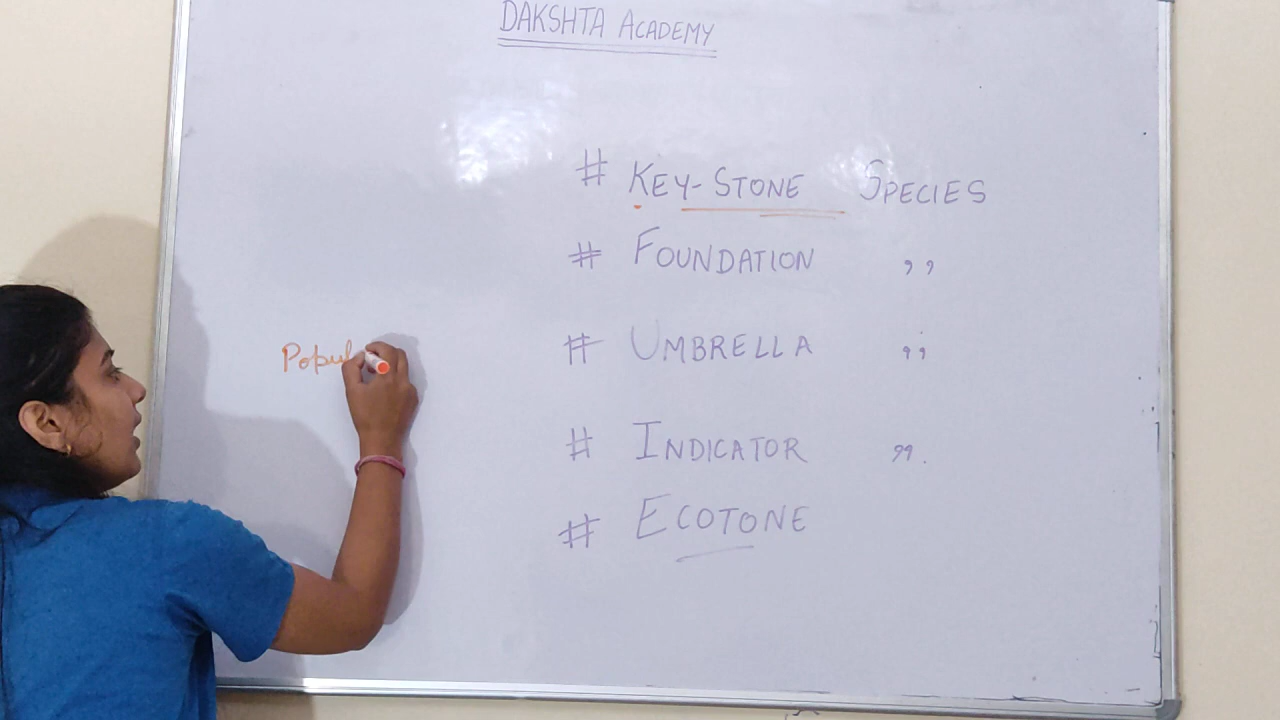 DAKSHTA ACADEMY
# KEY-STONE SPECIES
# FOUNDATION ,,
Popul
# UMBRELLA ,,
# INDICATOR ,, .
# ECOTONE